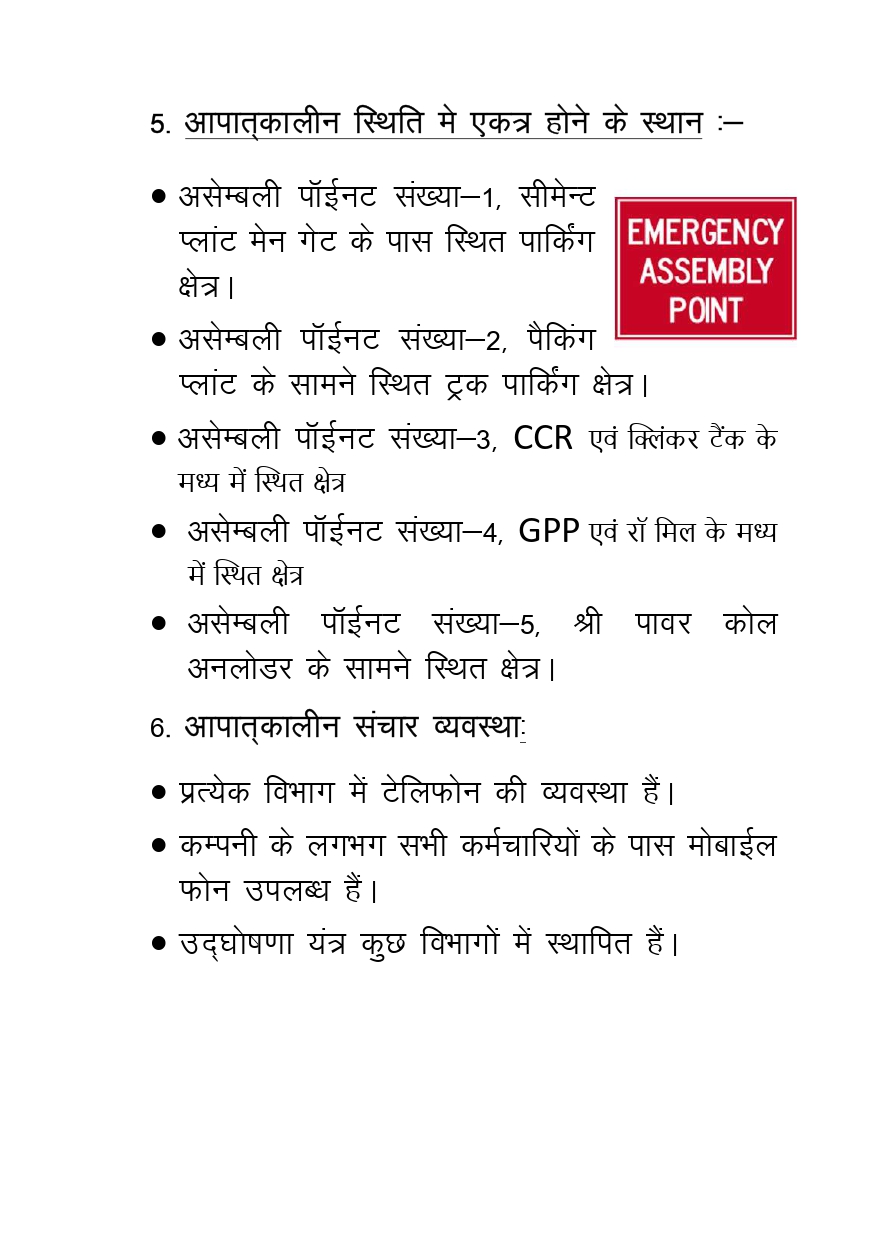 5. आपात्कालीन स्थिति मे एकत्र होने के स्थान :–
• असेम्बली पॉईनट संख्या–1, सीमेन्ट
प्लांट मेन गेट के पास स्थित पार्किंग
क्षेत्र।
EMERGENCY
ASSEMBLY
POINT
• असेम्बली पॉईनट संख्या–2, पैकिंग
प्लांट के सामने स्थित ट्रक पार्किंग क्षेत्र।
• असेम्बली पॉईनट संख्या–3, CCR एवं क्लिंकर टैंक के
मध्य में स्थित क्षेत्र
• असेम्बली पॉईनट संख्या–4, GPP एवं रॉ मिल के मध्य
में स्थित क्षेत्र
• असेम्बली पॉईनट संख्या–5, श्री पावर कोल
अनलोडर के सामने स्थित क्षेत्र।
6. आपात्कालीन संचार व्यवस्था:
• प्रत्येक विभाग में टेलिफोन की व्यवस्था हैं।
• कम्पनी के लगभग सभी कर्मचारियों के पास मोबाईल
फोन उपलब्ध हैं।
• उद्घोषणा यंत्र कुछ विभागों में स्थापित हैं।